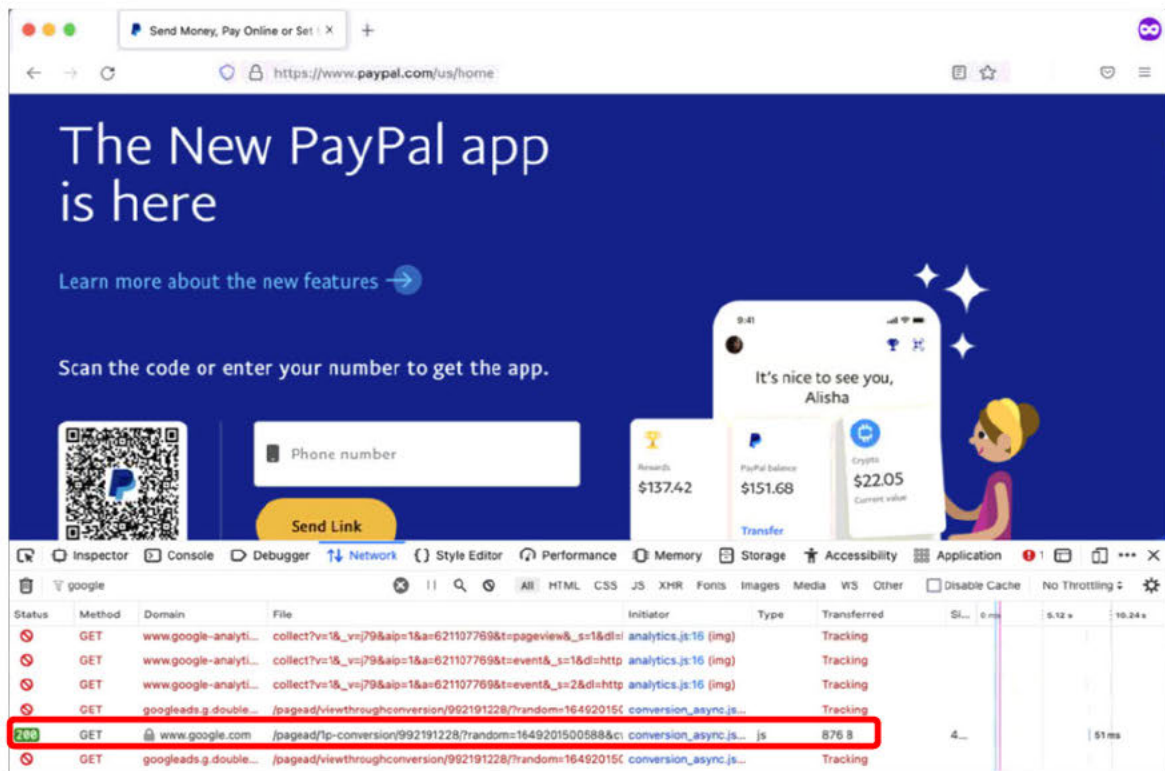 Send Money, Pay Online or Set
https://www.paypal.com/us/home
The New PayPal app
is here
Learn more about the new features
Scan the code or enter your number to get the app.
Phone number
Send Link
9:41
It's nice to see you,
Alisha
Rewards
$137.42
PayPal balance
$151.68
Transfer
Crypto
$22.05
Current value
Inspector Console Debugger Network Style Editor Performance Memory Storage Accessibility Application 1
google All HTML CSS JS XHR Fonts Images Media WS Other Disable Cache No Throttling
Status Method Domain File Initiator Type Transferred Si... 0 ms 5.12 s 10.24 s
GET www.google-analyti... collect?v=1&_v=j79&aip=1&a=621107769&t=pageview&_s=1&dl= analytics.js:16 (img) Tracking
GET www.google-analyti... collect?v=1&_v=j79&aip=1&a=621107769&t=event&_s=1&dl=http analytics.js:16 (img) Tracking
GET www.google-analyti... collect?v=1&_v=j79&aip=1&a=621107769&t=event&_s=2&dl=http analytics.js:16 (img) Tracking
GET googleads.g.double... /pagead/viewthroughconversion/992191228/?random=16492015 conversion_async.js... Tracking
200 GET www.google.com /pagead/1p-conversion/992191228/?random=1649201500588&c conversion_async.js... js 876 B 4... 51 ms
GET googleads.g.double... /pagead/viewthroughconversion/992191228/?random=16492015 conversion_async.js... Tracking